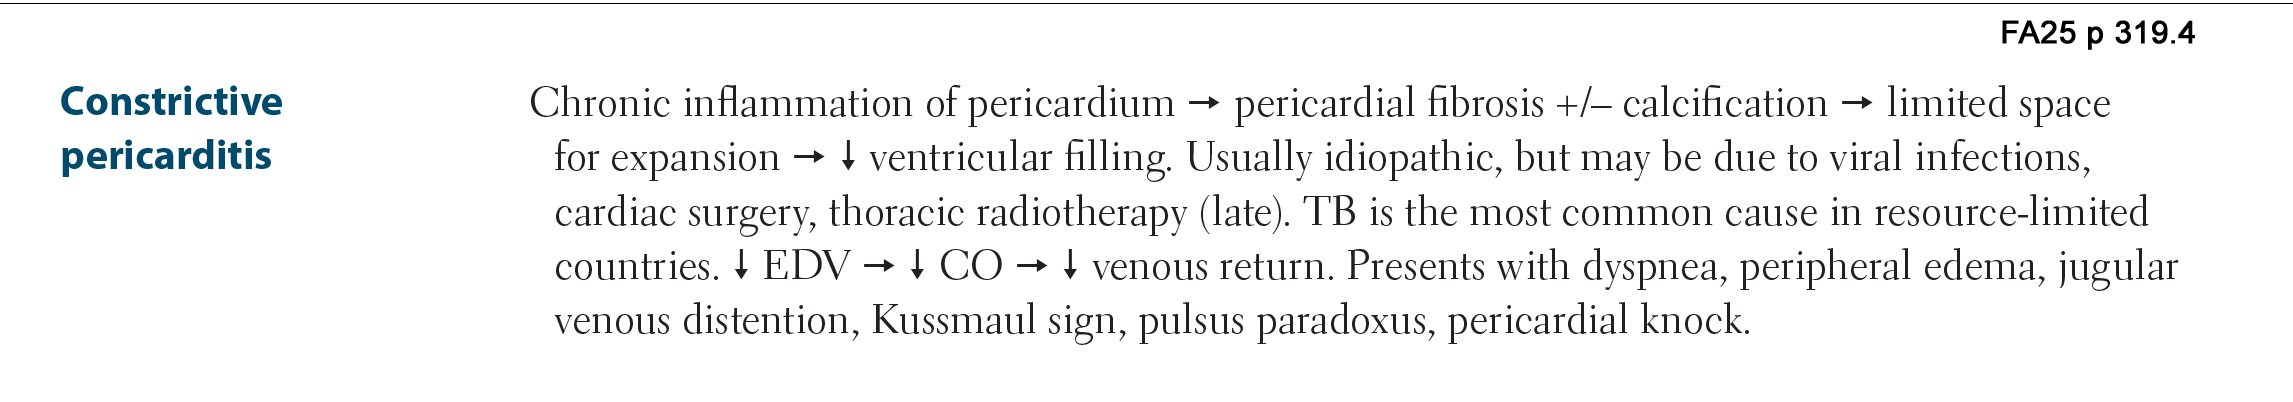 FA25 p 319.4
Constrictive
pericarditis
Chronic inflammation of pericardium → pericardial fibrosis +/– calcification → limited space
for expansion → ↓ ventricular filling. Usually idiopathic, but may be due to viral infections,
cardiac surgery, thoracic radiotherapy (late). TB is the most common cause in resource-limited
countries. ↓ EDV → ↓ CO → ↓ venous return. Presents with dyspnea, peripheral edema, jugular
venous distention, Kussmaul sign, pulsus paradoxus, pericardial knock.